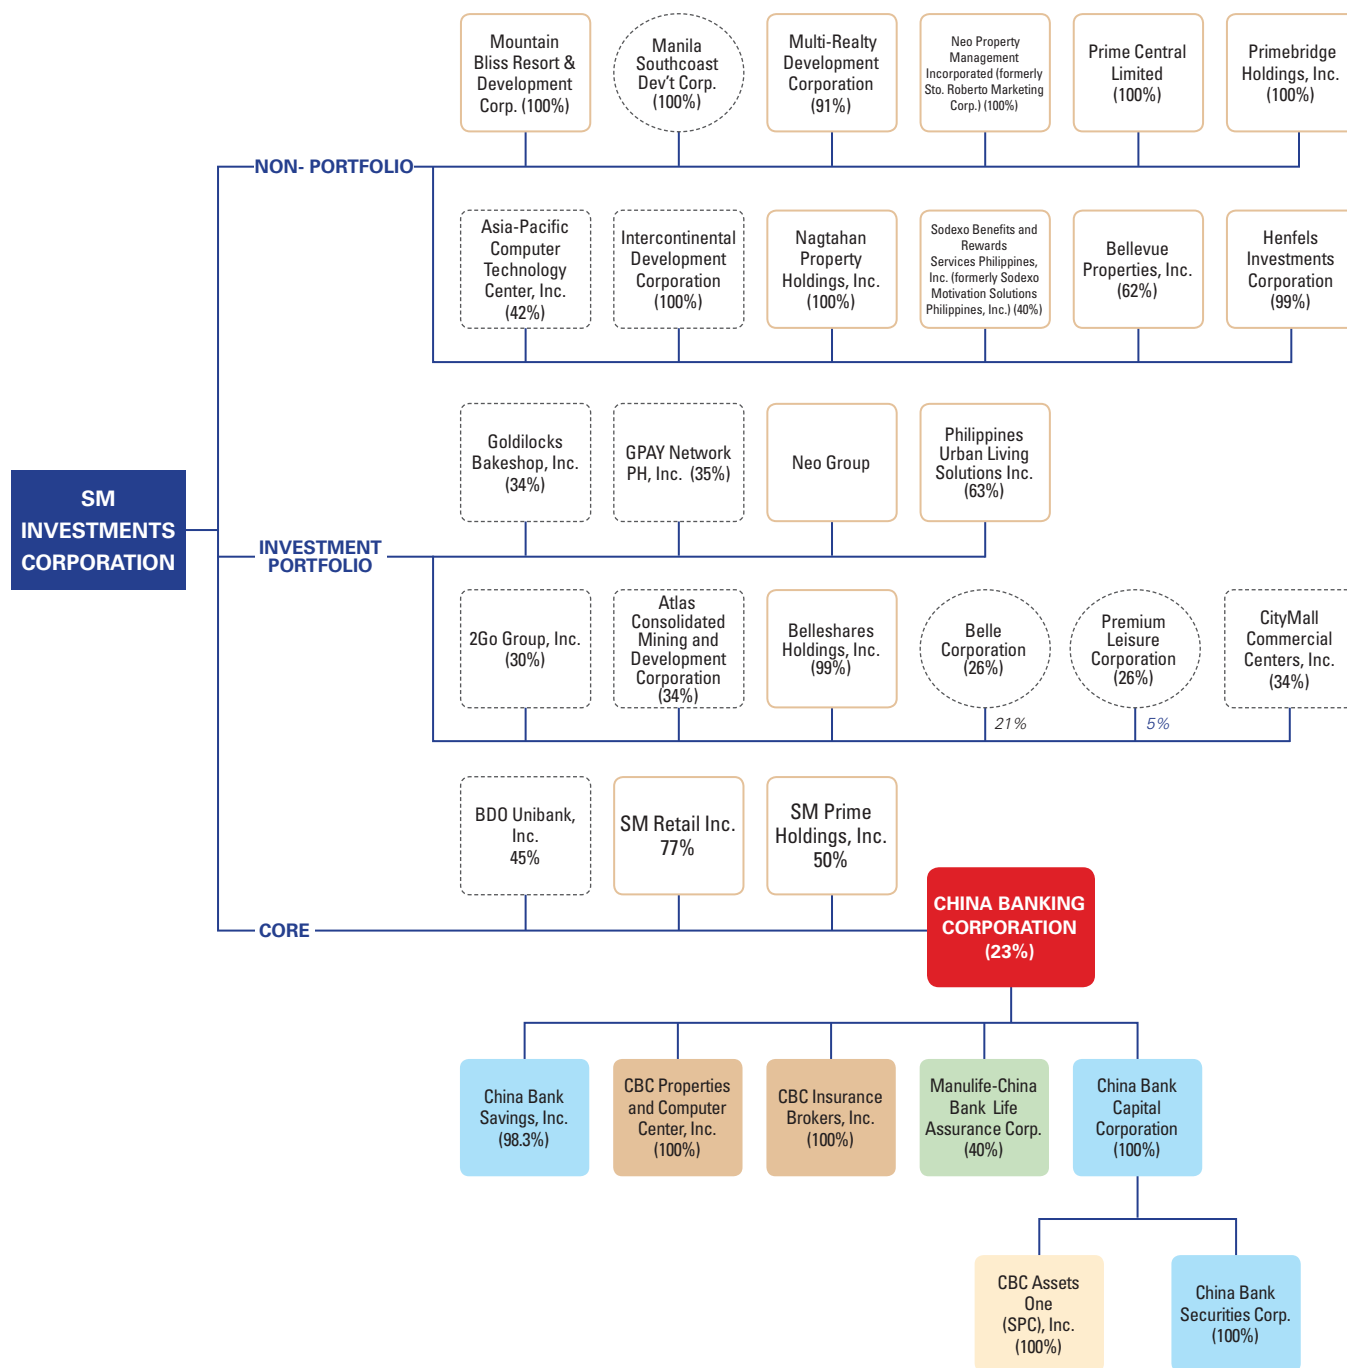 Mountain
Bliss Resort &
Development
Corp. (100%)
Manila
Southcoast
Dev't Corp.
(100%)
Multi-Realty
Development
Corporation
(91%)
Neo Property
Management
Incorporated (formerly
Sto. Roberto Marketing
Corp.) (100%)
Prime Central
Limited
(100%)
Primebridge
Holdings, Inc.
(100%)
NON- PORTFOLIO
Asia-Pacific
Computer
Technology
Center, Inc.
(42%)
Intercontinental
Development
Corporation
(100%)
Nagtahan
Property
Holdings, Inc.
(100%)
Sodexo Benefits and
Rewards
Services Philippines,
Inc. (formerly Sodexo
Motivation Solutions
Philippines, Inc.) (40%)
Bellevue
Properties, Inc.
(62%)
Henfels
Investments
Corporation
(99%)
Goldilocks
Bakeshop, Inc.
(34%)
GPAY Network
PH, Inc. (35%)
Neo Group
Philippines
Urban Living
Solutions Inc.
(63%)
SM
INVESTMENTS
CORPORATION
INVESTMENT
PORTFOLIO
2Go Group, Inc.
(30%)
Atlas
Consolidated
Mining and
Development
Corporation
(34%)
Belleshares
Holdings, Inc.
(99%)
Belle
Corporation
(26%)
Premium
Leisure
Corporation
(26%)
CityMall
Commercial
Centers, Inc.
(34%)
21%
5%
BDO Unibank,
Inc.
45%
SM Retail Inc.
77%
SM Prime
Holdings, Inc.
50%
CORE
CHINA BANKING
CORPORATION
(23%)
China Bank
Savings, Inc.
(98.3%)
CBC Properties
and Computer
Center, Inc.
(100%)
CBC Insurance
Brokers, Inc.
(100%)
Manulife-China
Bank Life
Assurance Corp.
(40%)
China Bank
Capital
Corporation
(100%)
CBC Assets
One
(SPC), Inc.
(100%)
China Bank
Securities Corp.
(100%)